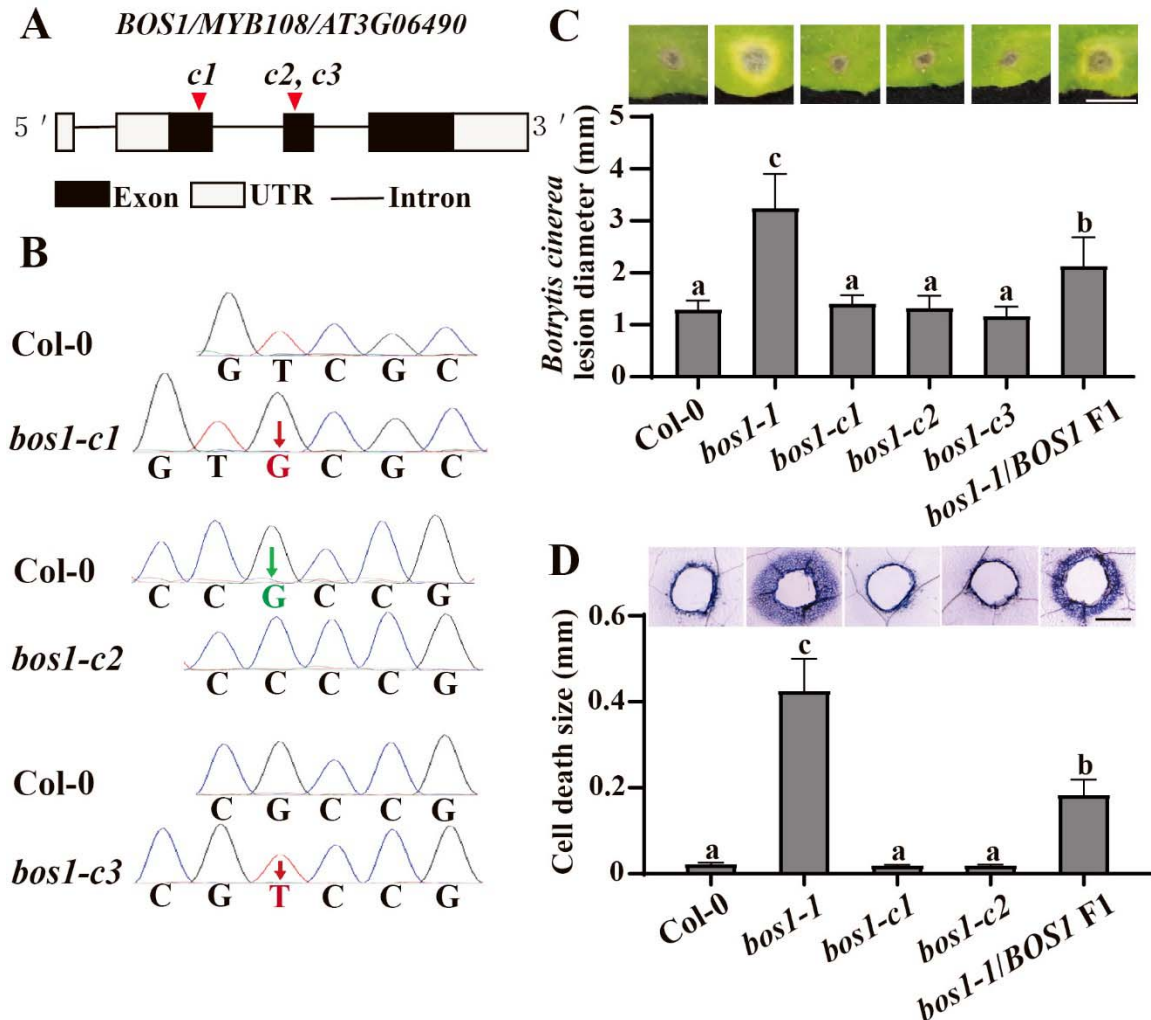 A
BOS1/MYB108/AT3G06490
c1
c2, c3
5 ′
3 ′
Exon
UTR
Intron
B
Col-0
G T C G C
bos1-c1
G T G C G C
Col-0
C C G C C G
bos1-c2
C C C C G
Col-0
C G C C G
bos1-c3
C G T C C G
C
Botrytis cinerea
lesion diameter (mm)
5
4
3
2
1
0
a
c
a
a
a
b
Col-0
bos1-1
bos1-c1
bos1-c2
bos1-c3
bos1-1/BOS1 F1
D
Cell death size (mm)
0.6
0.4
0.2
0
a
c
a
a
b
Col-0
bos1-1
bos1-c1
bos1-c2
bos1-1/BOS1 F1